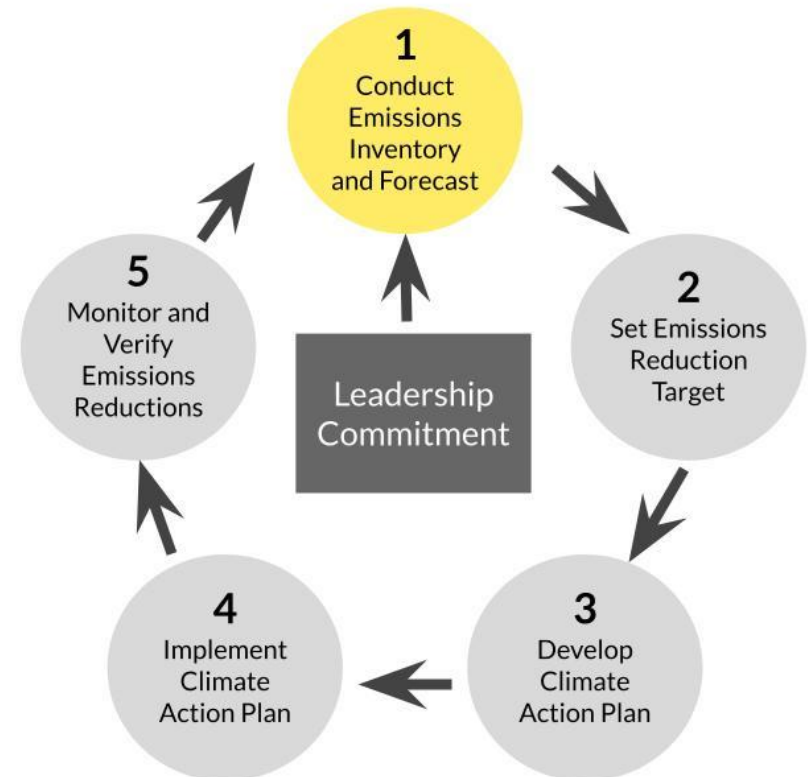 1
Conduct
Emissions
Inventory
and Forecast
2
Set Emissions
Reduction
Target
3
Develop
Climate
Action Plan
4
Implement
Climate
Action Plan
5
Monitor and
Verify
Emissions
Reductions
Leadership
Commitment